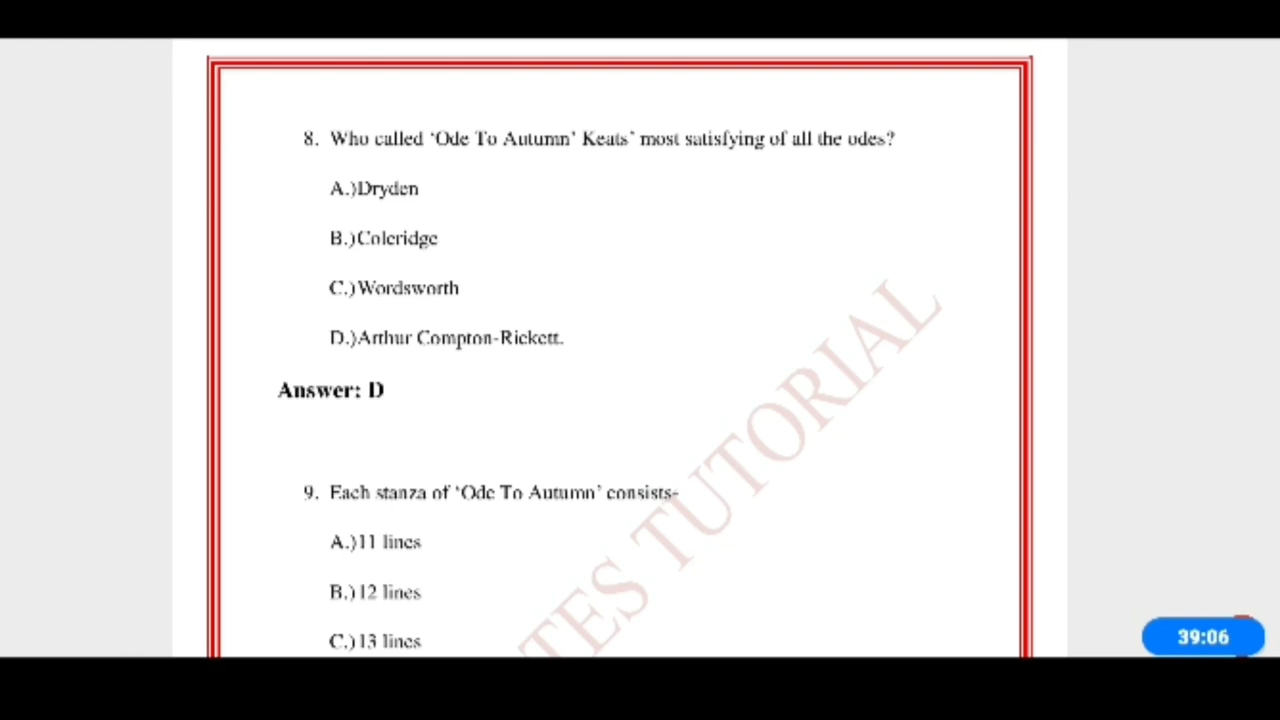 8. Who called ‘Ode To Autumn’ Keats’ most satisfying of all the odes?
A.)Dryden
B.)Coleridge
C.)Wordsworth
D.)Arthur Compton-Rickett.
Answer: D
9. Each stanza of ‘Ode To Autumn’ consists-
A.)11 lines
B.)12 lines
C.)13 lines
TES TUTORIAL
39:06